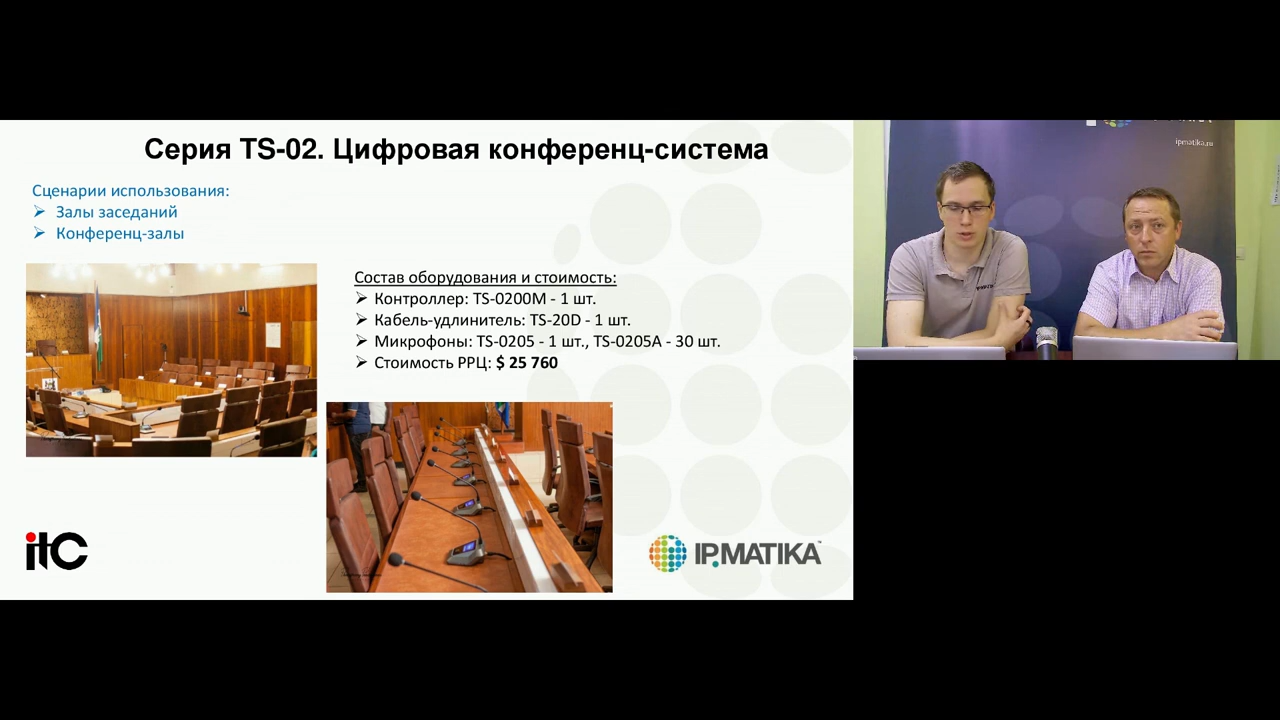 Серия TS-02. Цифровая конференц-система
Сценарии использования:
Залы заседаний
Конференц-залы
Состав оборудования и стоимость:
Контроллер: TS-0200M - 1 шт.
Кабель-удлинитель: TS-20D - 1 шт.
Микрофоны: TS-0205 - 1 шт., TS-0205A - 30 шт.
Стоимость РРЦ: $ 25 760
itC
IPMATIKA™
ipmatika.ru